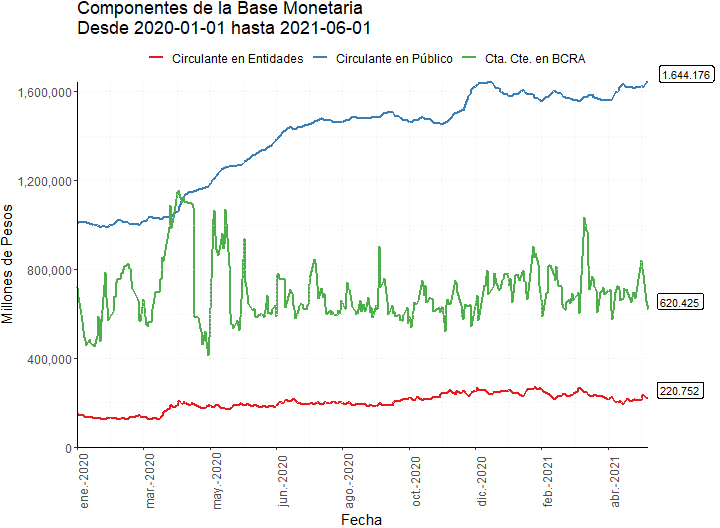 Componentes de la Base Monetaria
Desde 2020-01-01 hasta 2021-06-01
Circulante en Entidades
Circulante en Público
Cta. Cte. en BCRA
1.644.176
1,600,000
1,200,000
800,000
620.425
400,000
220.752
0
Millones de Pesos
ene.-2020
mar.-2020
may.-2020
jun.-2020
ago.-2020
oct.-2020
dic.-2020
feb.-2021
abr.-2021
Fecha